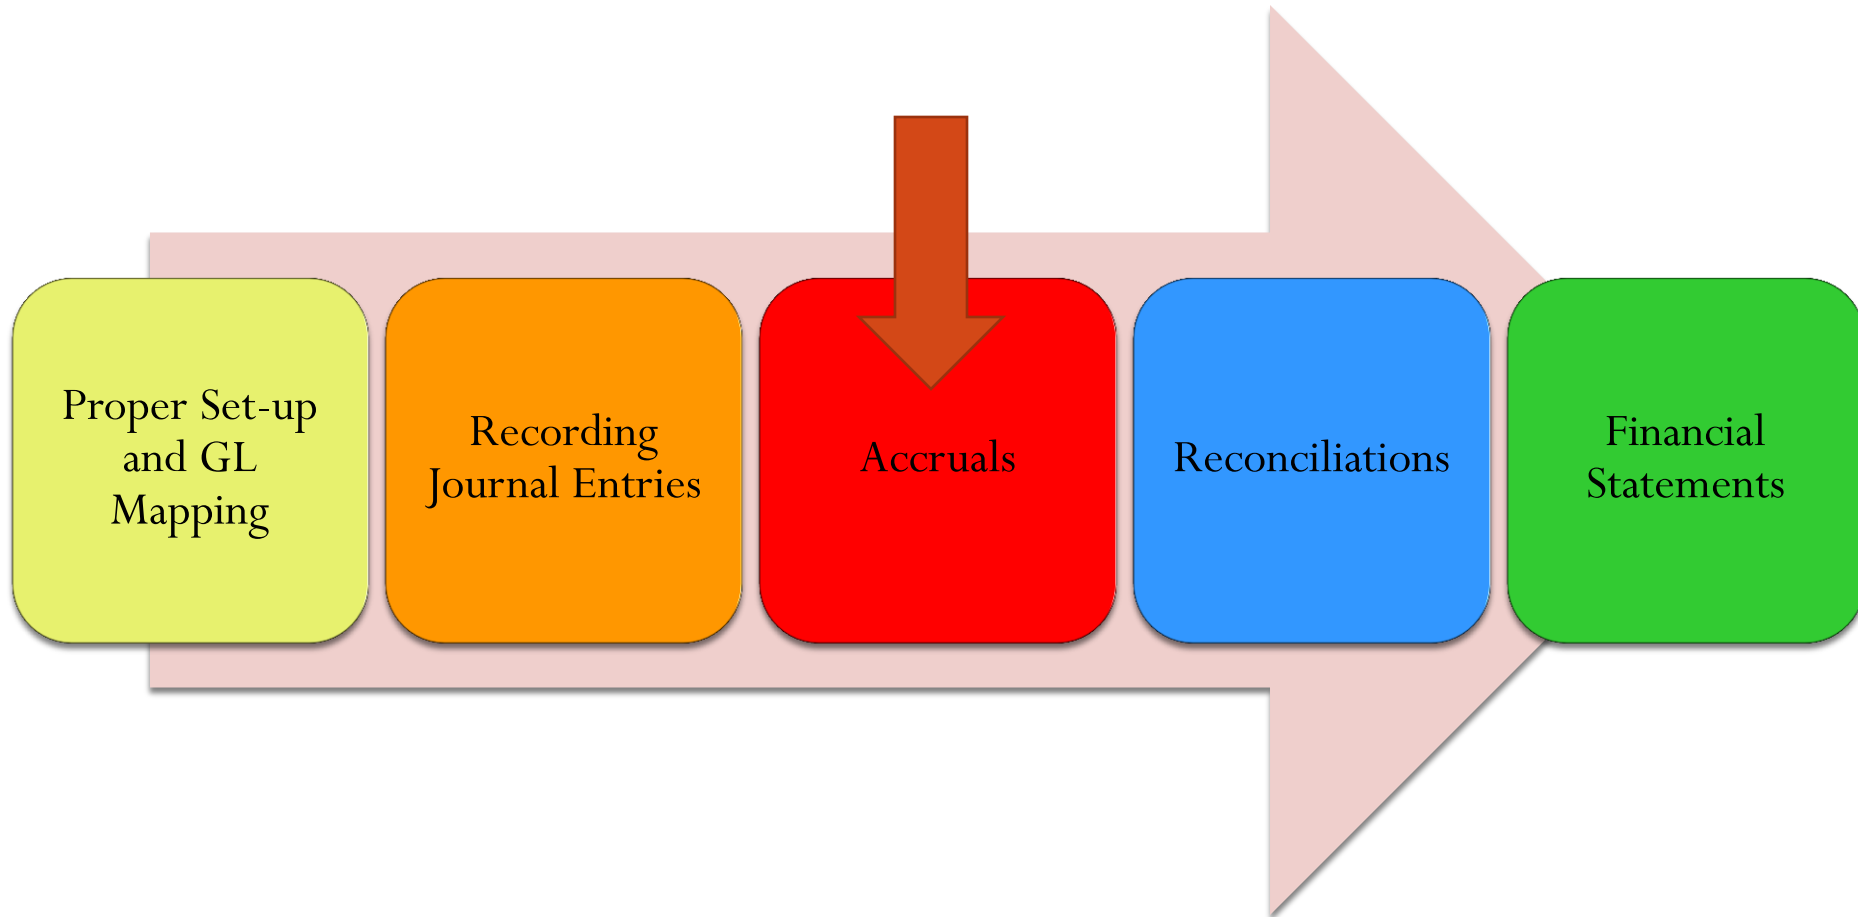 Proper Set-up
and GL
Mapping
Recording
Journal Entries
Accruals
Reconciliations
Financial
Statements